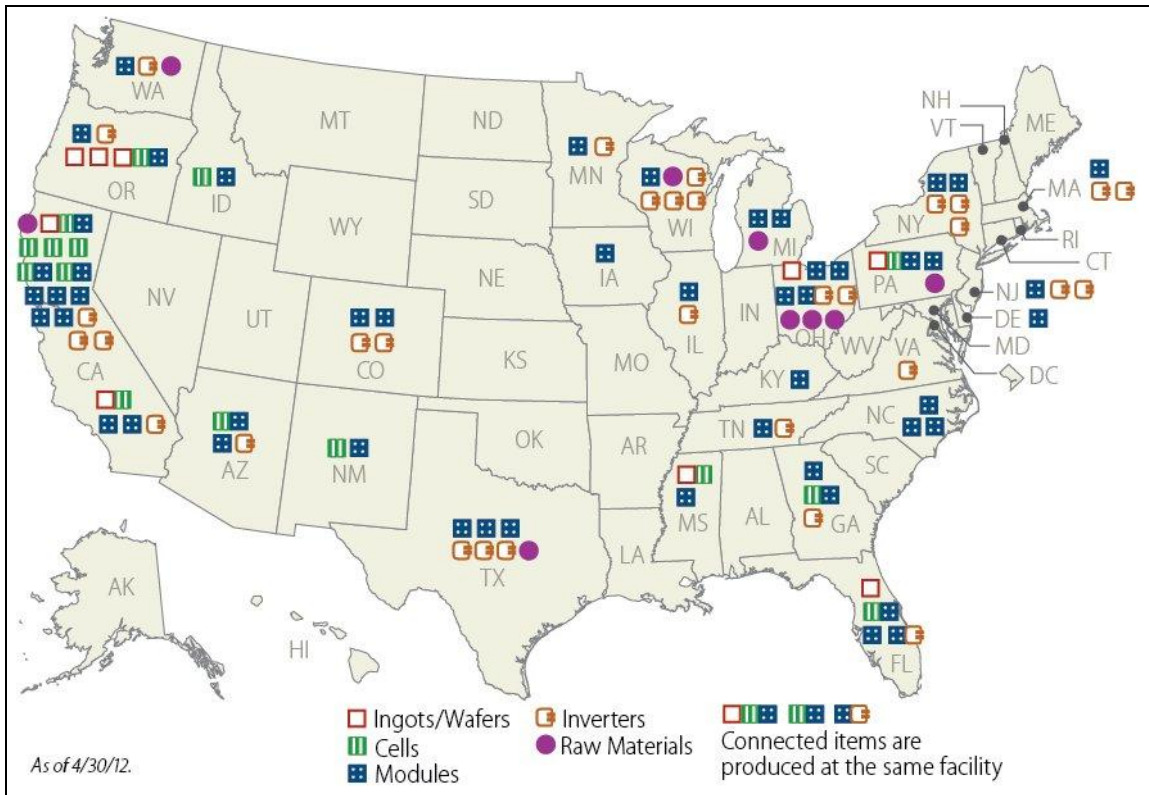 WA
MT
ND
MN
OR
ID
WY
SD
WI
MI
NY
NH
VT
ME
MA
RI
CT
NJ
DE
MD
DC
PA
IA
NE
NV
UT
CO
KS
MO
IL
IN
OH
WV
VA
KY
CA
AZ
NM
OK
AR
TN
NC
SC
MS
AL
GA
LA
TX
FL
AK
HI
Ingots/Wafers
Cells
Modules
Inverters
Raw Materials
Connected items are
produced at the same facility
As of 4/30/12.